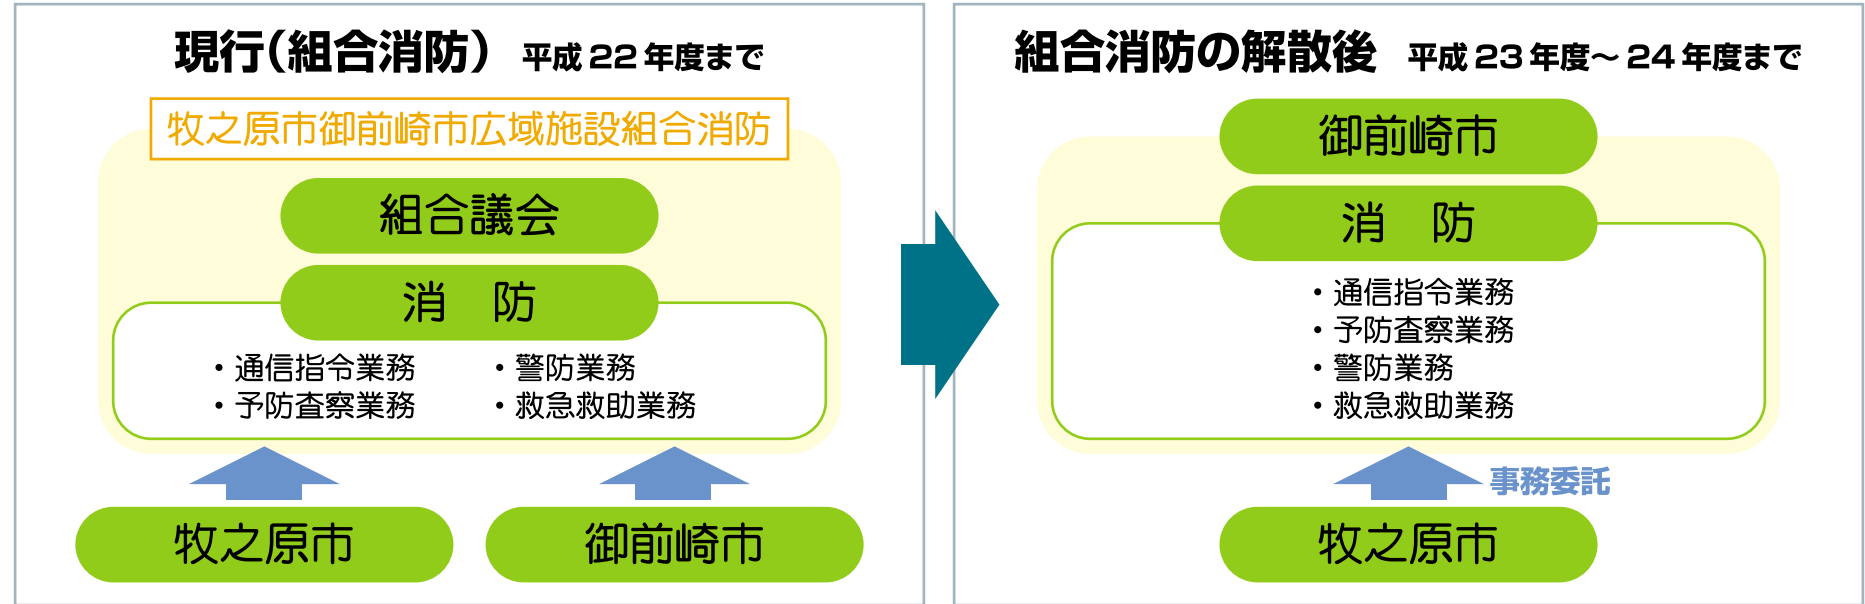 現行(組合消防) 平成22年度まで
牧之原市御前崎市広域施設組合消防
組合議会
消　防
・通信指令業務　・警防業務
・予防査察業務　・救急救助業務
牧之原市　御前崎市
組合消防の解散後 平成23年度～24年度まで
御前崎市
消　防
・通信指令業務
・予防査察業務
・警防業務
・救急救助業務
事務委託
牧之原市